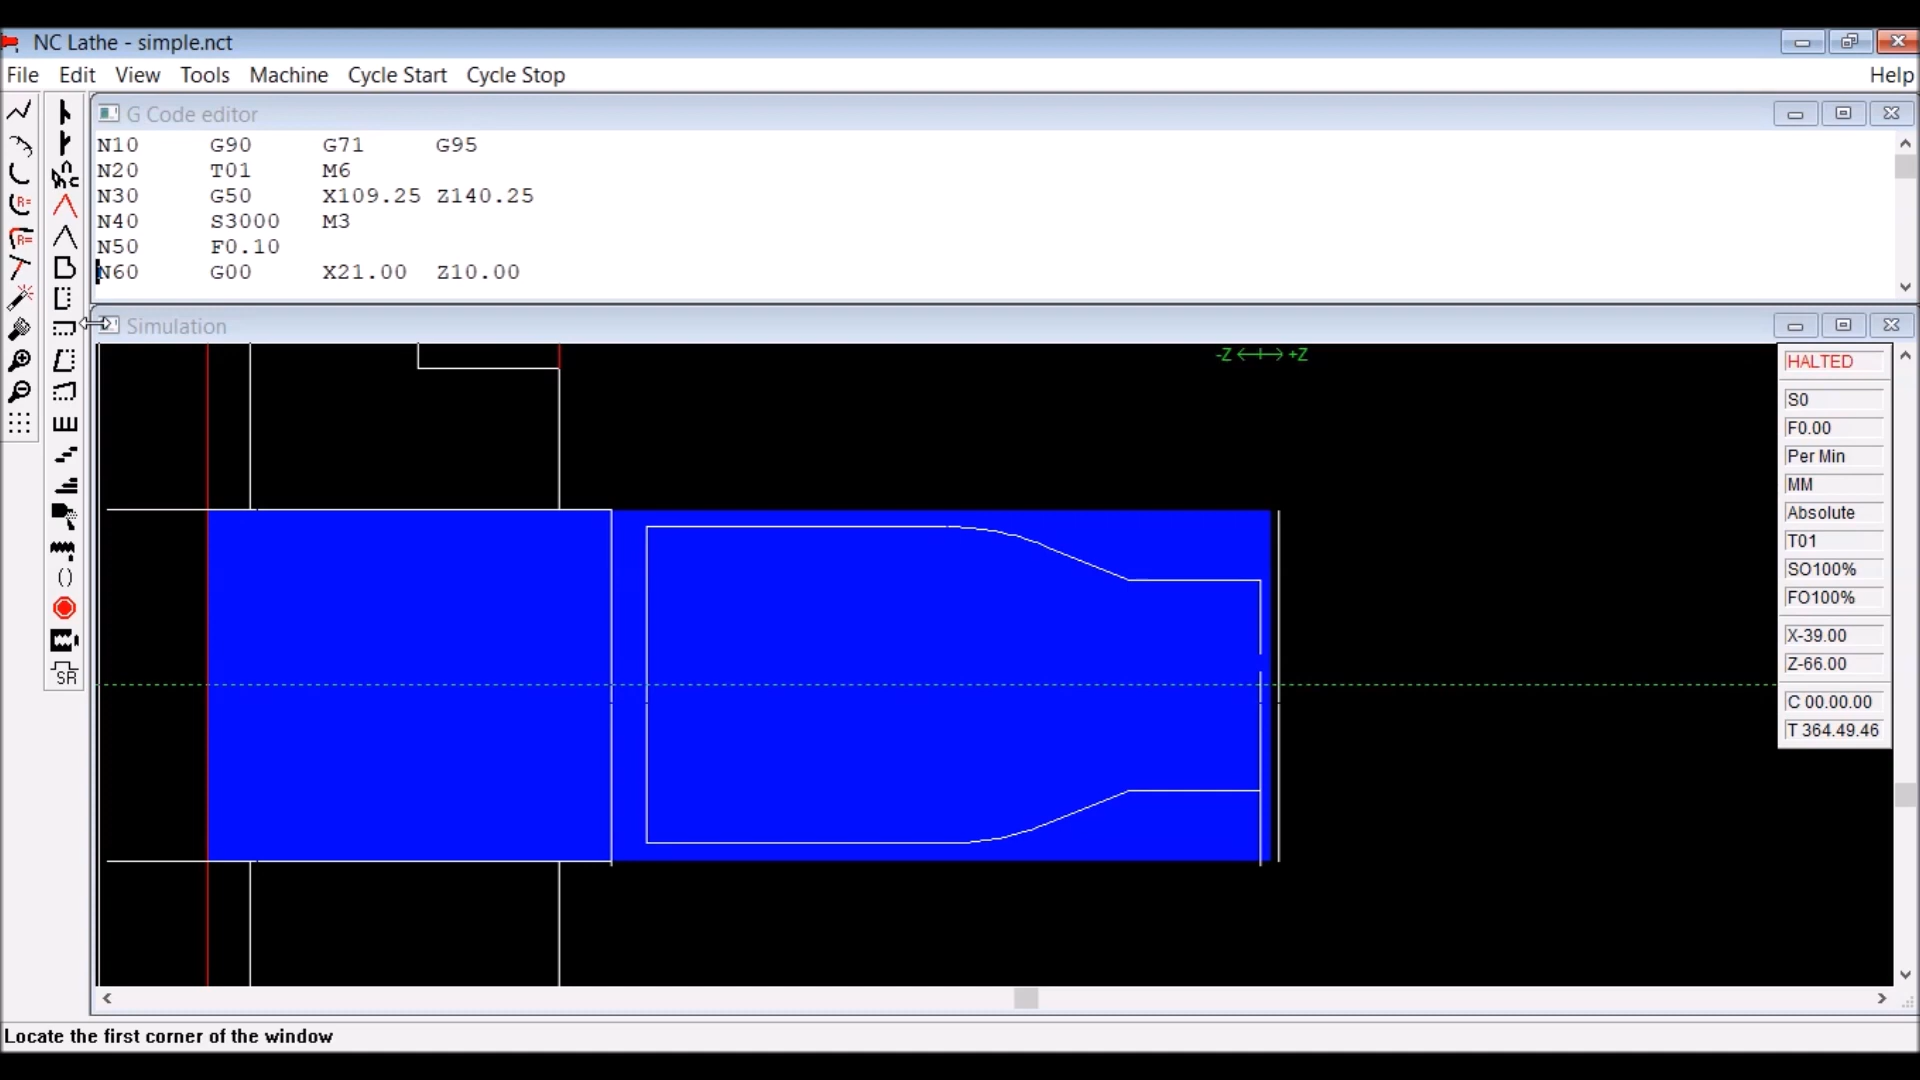 NC Lathe - simple.nct
File Edit View Tools Machine Cycle Start Cycle Stop Help
G Code editor
N10 G90 G71 G95
N20 T01 M6
N30 G50 X109.25 Z140.25
N40 S3000 M3
N50 F0.10
N60 G00 X21.00 Z10.00
Simulation
-Z +Z
HALTED
S0
F0.00
Per Min
MM
Absolute
T01
SO100%
FO100%
X-39.00
Z-66.00
C 00.00.00
T 364.49.46
R=
R=
()
SR
Locate the first corner of the window